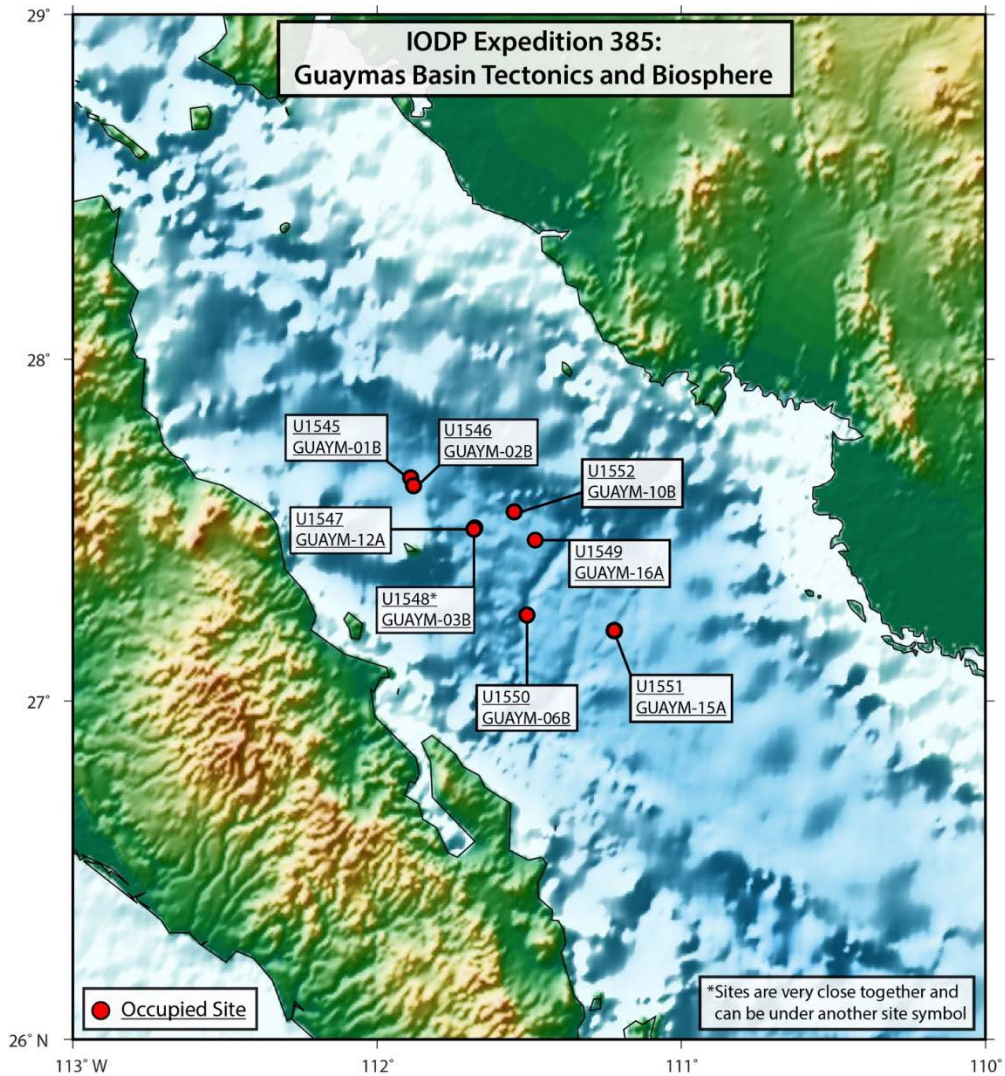 IODP Expedition 385:
Guaymas Basin Tectonics and Biosphere
29°
28°
27°
26° N
113° W
112°
111°
110°
U1545
GUAYM-01B
U1546
GUAYM-02B
U1552
GUAYM-10B
U1547
GUAYM-12A
U1549
GUAYM-16A
U1548*
GUAYM-03B
U1550
GUAYM-06B
U1551
GUAYM-15A
Occupied Site
*Sites are very close together and
can be under another site symbol